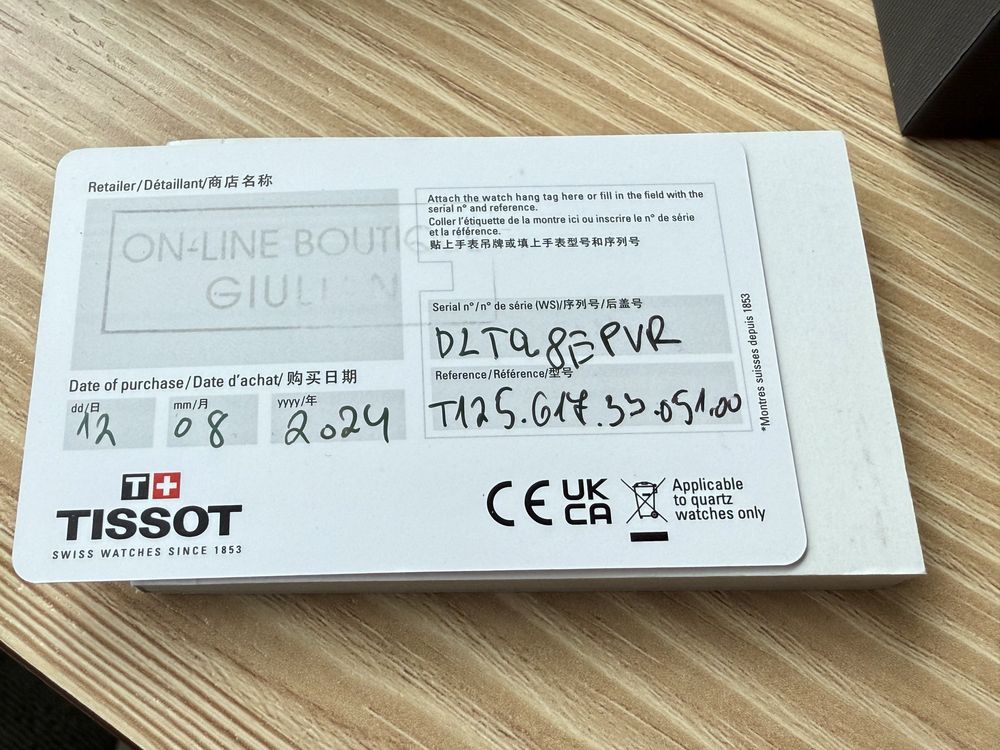 Retailer/Détaillant/商店名称
ON-LINE BOUTIQ
Attach the watch hang tag here or fill in the field with the
serial n° and reference.
Coller l'étiquette de la montre ici ou inscrire le n° de série
et la référence.
贴上手表吊牌或填上手表型号和序列号
Serial n°/n° de série (WS)/序列号/后盖号
DLTQ8EPVR
Reference/Référence/型号
T125.617.33.051.00
Date of purchase/Date d'achat/购买日期
dd/日
12
mm/月
08
yyyy/年
2024
*Montres suisses depuis 1853
T+
TISSOT
SWISS WATCHES SINCE 1853
CE
UK
CA
Applicable
to quartz
watches only